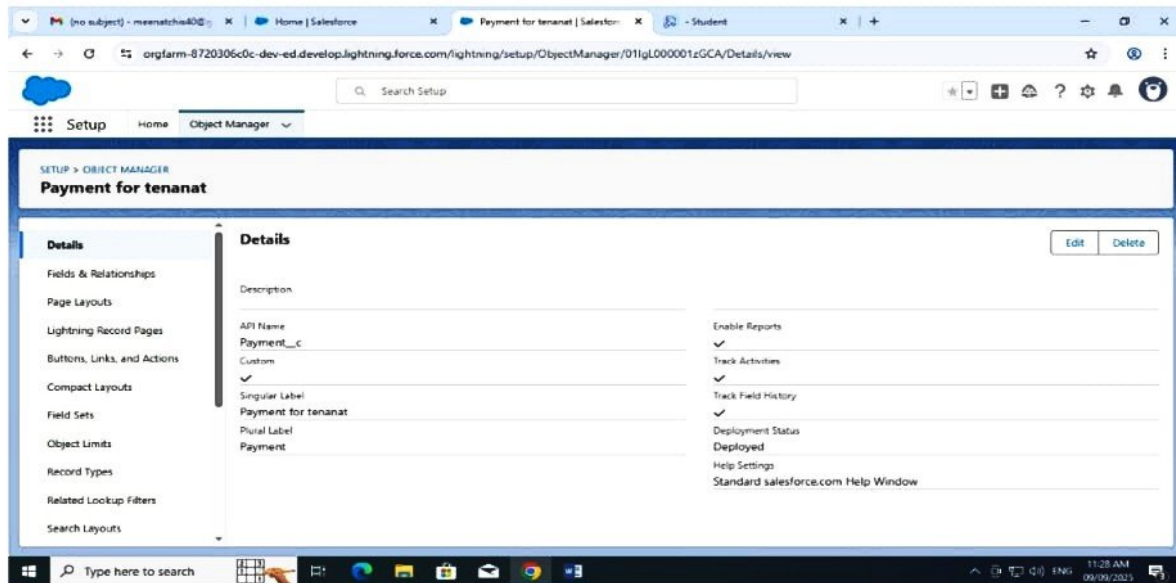 (no subject) - meenatchis40@g
Home | Salesforce
Payment for tenanat | Salesforc
- Student
orgfarm-8720306c0c-dev-ed.develop.lightning.force.com/lightning/setup/ObjectManager/01IgL000001zGCA/Details/view
Search Setup
Setup
Home
Object Manager
SETUP > OBJECT MANAGER
Payment for tenanat
Details
Fields & Relationships
Page Layouts
Lightning Record Pages
Buttons, Links, and Actions
Compact Layouts
Field Sets
Object Limits
Record Types
Related Lookup Filters
Search Layouts
Details
Edit
Delete
Description
API Name
Payment__c
Custom
Singular Label
Payment for tenanat
Plural Label
Payment
Enable Reports
Track Activities
Track Field History
Deployment Status
Deployed
Help Settings
Standard salesforce.com Help Window
Type here to search
ENG
11:28 AM
09/09/2025